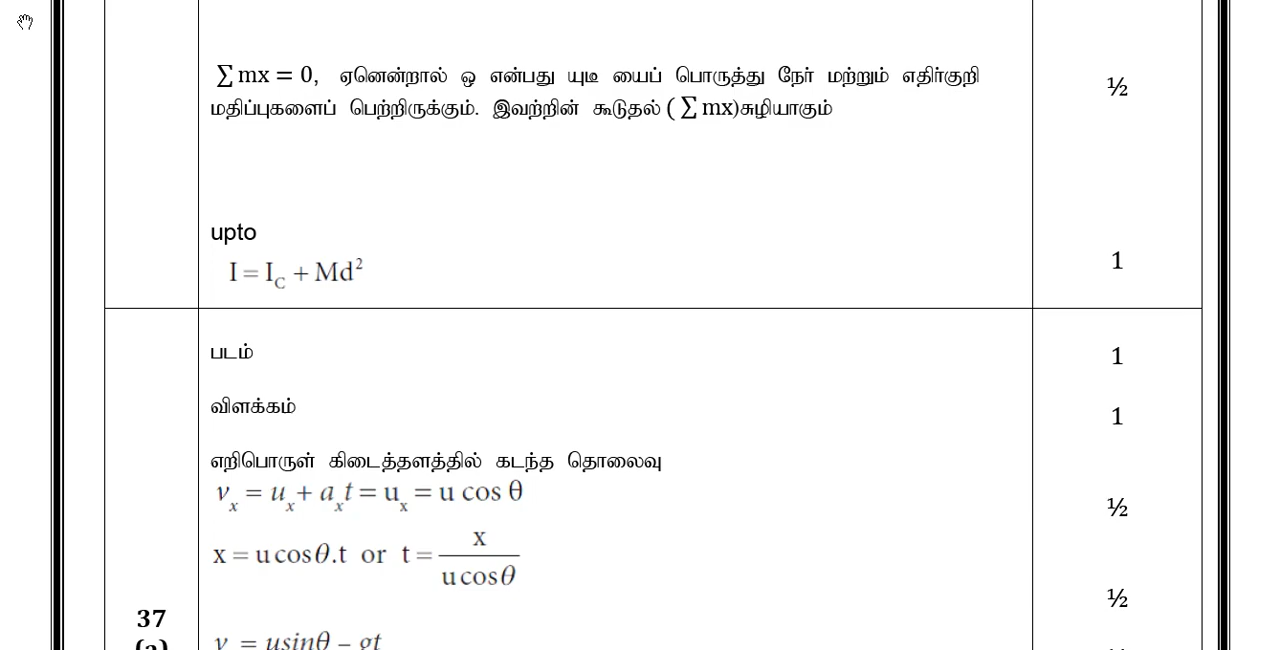 ∑ mx = 0, ஏனென்றால் ஒ என்பது யுடீ யைப் பொருத்து நேர் மற்றும் எதிர்குறி
மதிப்புகளைப் பெற்றிருக்கும். இவற்றின் கூடுதல் ( ∑ mx)சுழியாகும்
½
upto
I = I_C + Md²
1
படம்
1
விளக்கம்
1
எறிபொருள் கிடைத்தளத்தில் கடந்த தொலைவு
v_x = u_x + a_x t = u_x = u cos θ
½
x = u cosθ.t or t = x / u cosθ
½
37
(a)
v = usinθ – gt